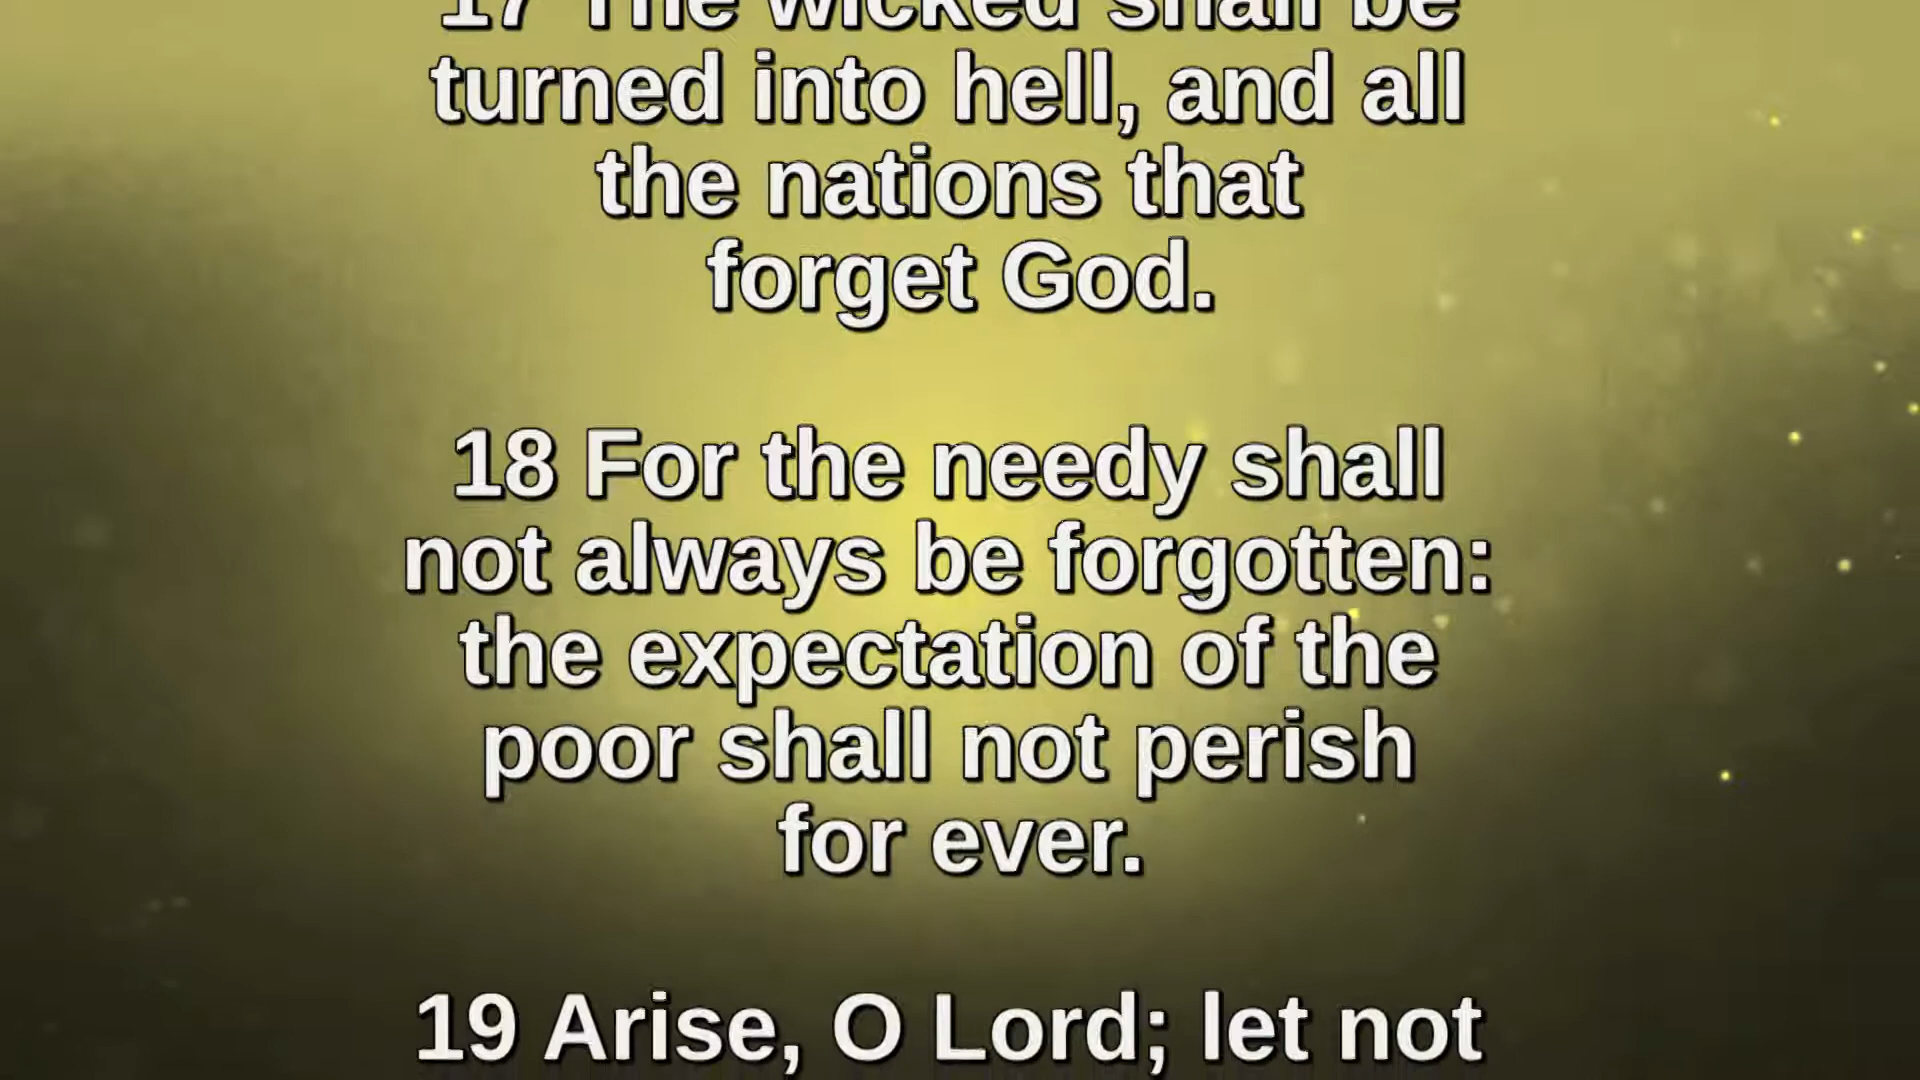 17 The wicked shall be
turned into hell, and all
the nations that
forget God.
18 For the needy shall
not always be forgotten:
the expectation of the
poor shall not perish
for ever.
19 Arise, O Lord; let not